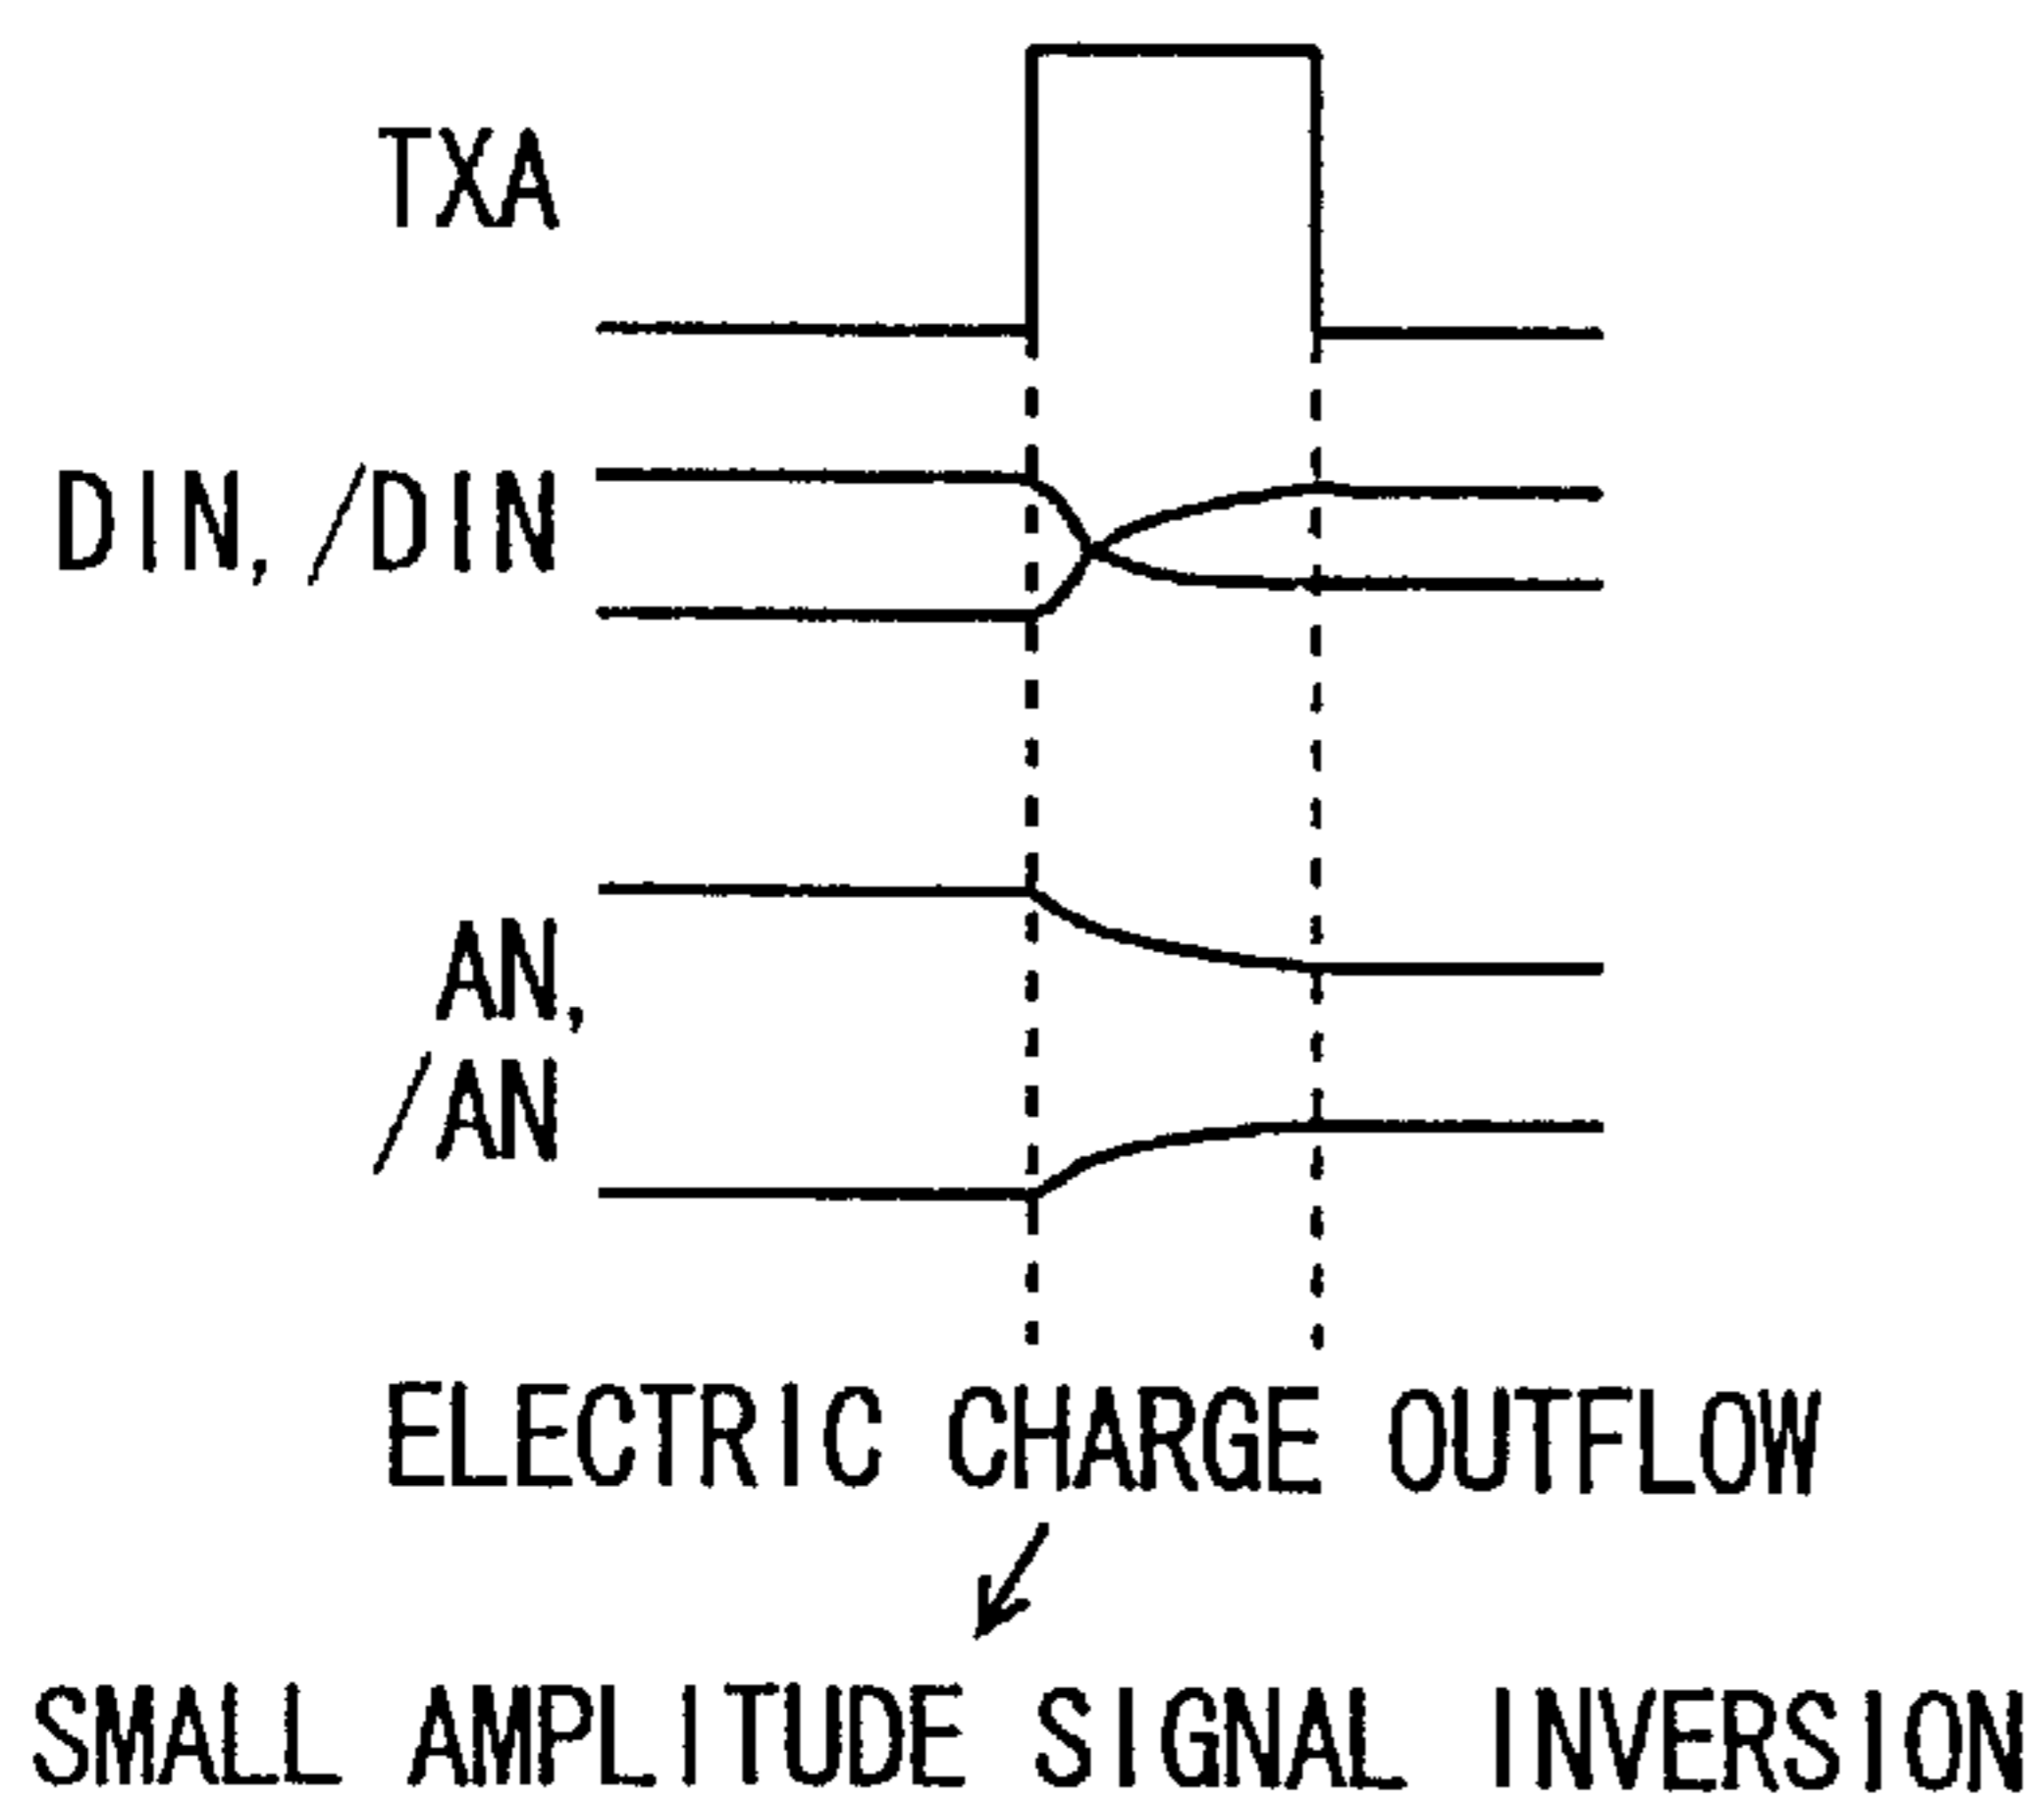 TXA
DIN, /DIN
AN,
/AN
ELECTRIC CHARGE OUTFLOW
SMALL AMPLITUDE SIGNAL INVERSION